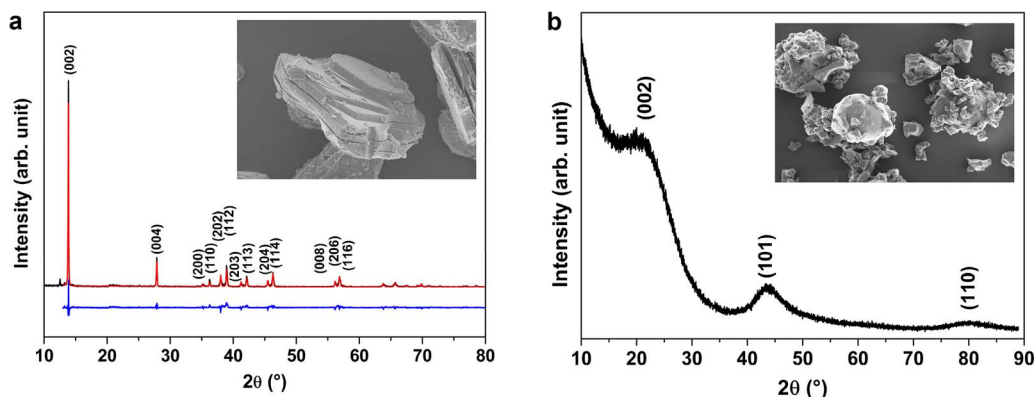 a
(002)
(004)
(200)
(110)
(202)
(112)
(203)
(113)
(204)
(114)
(008)
(206)
(116)
Intensity (arb. unit)
10 20 30 40 50 60 70 80
2θ (°)
b
(002)
(101)
(110)
Intensity (arb. unit)
10 20 30 40 50 60 70 80 90
2θ (°)